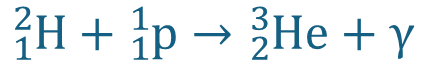 ²₁H + ¹₁p → ³₂He + γ